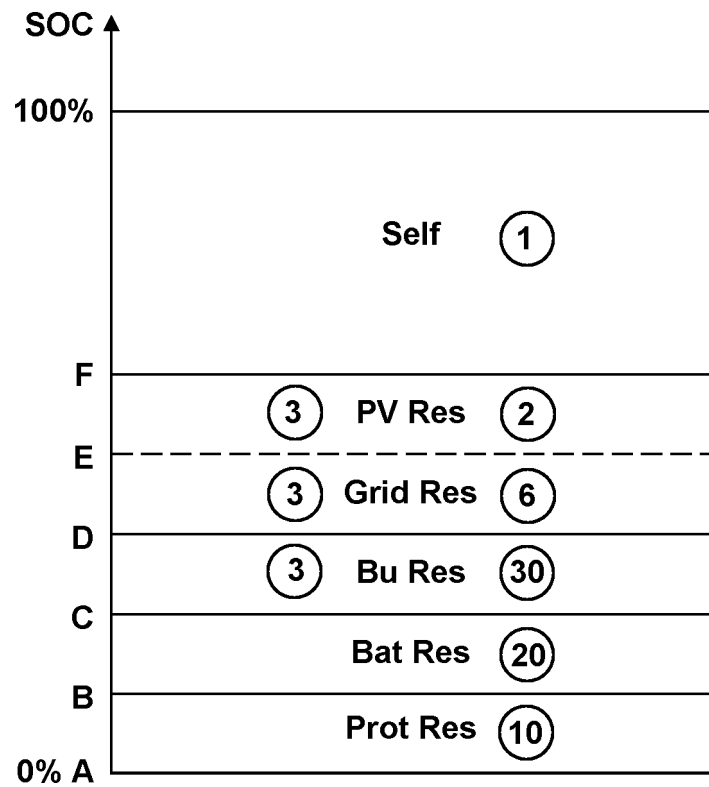 SOC
100%
Self 1
F
3 PV Res 2
E
3 Grid Res 6
D
3 Bu Res 30
C
Bat Res 20
B
Prot Res 10
0% A